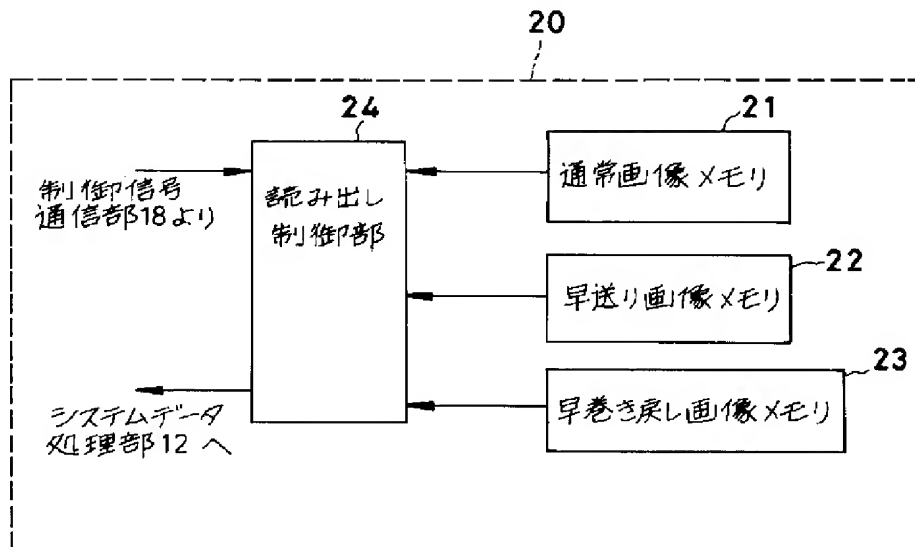 20
24
21
制御信号
通信部18より
読み出し
制御部
通常画像メモリ
22
早送り画像メモリ
23
システムデータ
処理部12へ
早巻き戻し画像メモリ